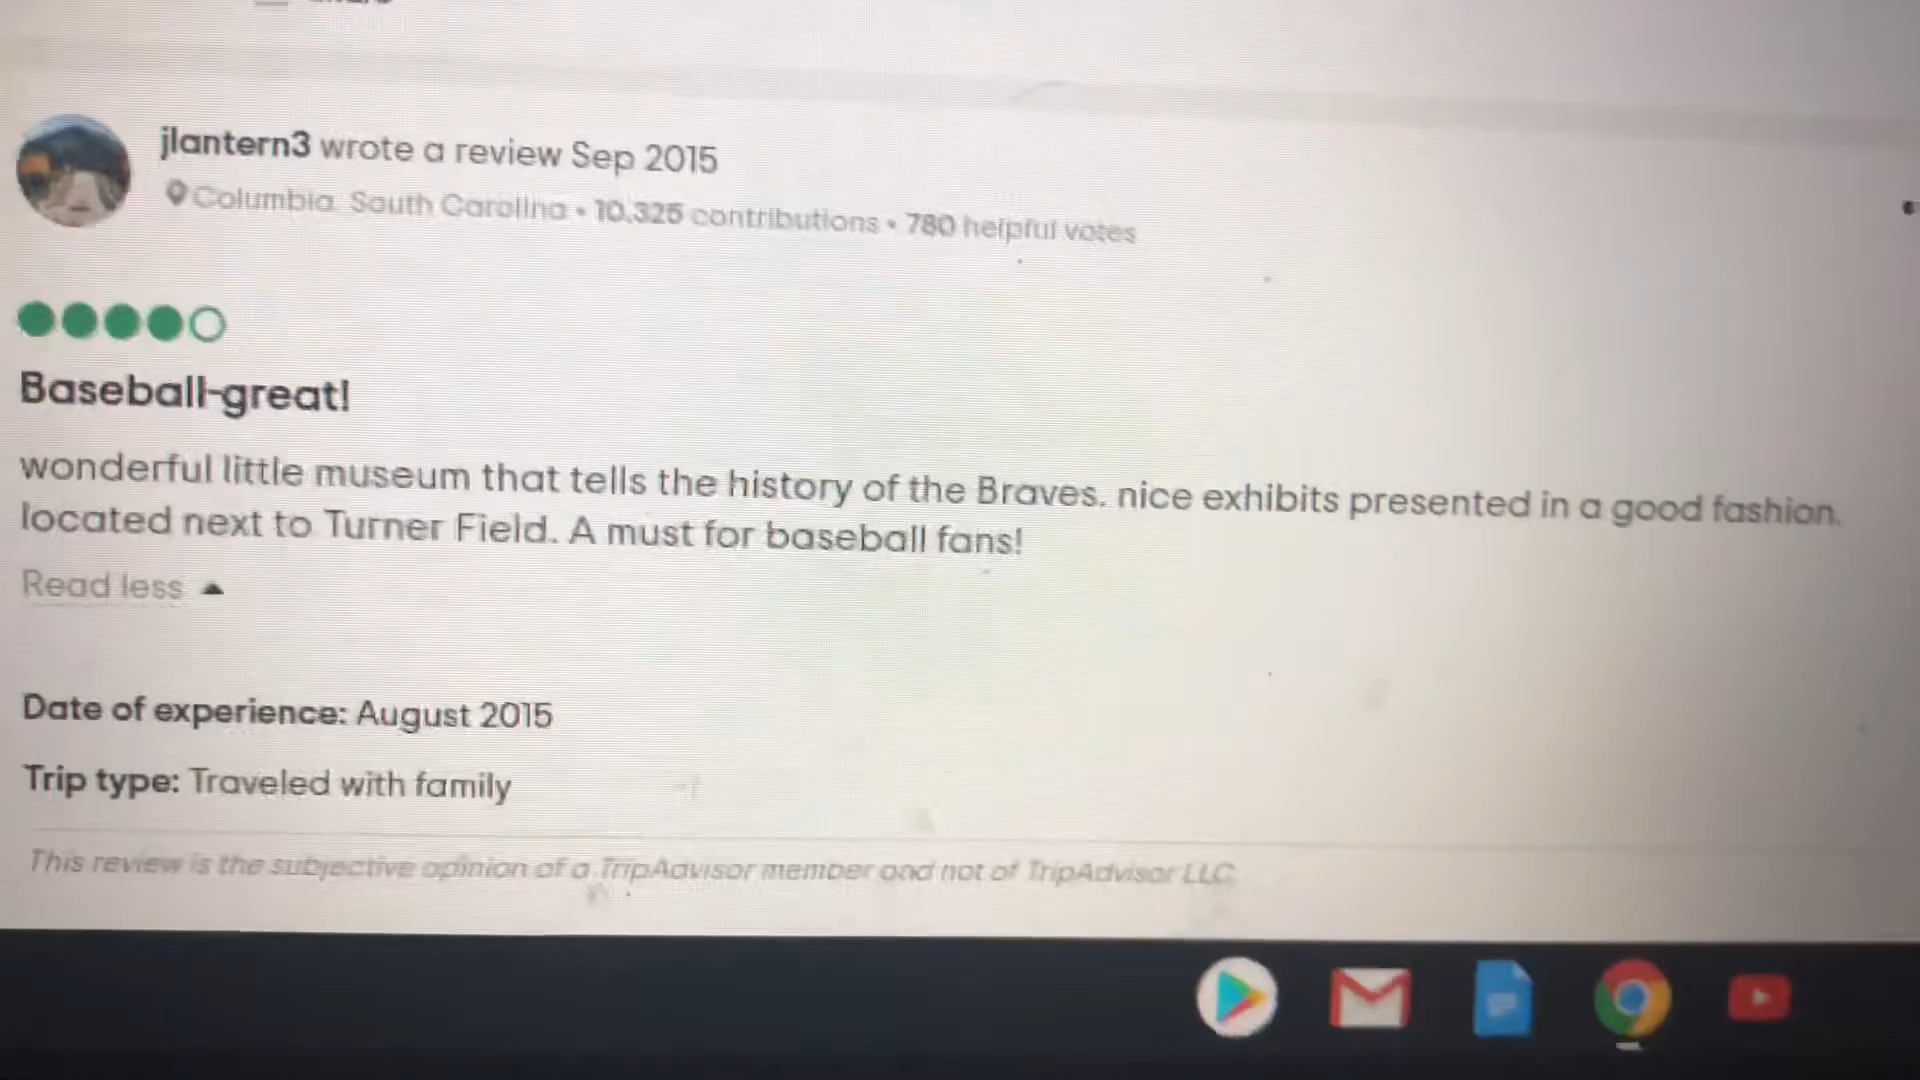 jlantern3 wrote a review Sep 2015
Columbia, South Carolina • 10,325 contributions • 780 helpful votes
Baseball-great!
wonderful little museum that tells the history of the Braves. nice exhibits presented in a good fashion.
located next to Turner Field. A must for baseball fans!
Read less
Date of experience: August 2015
Trip type: Traveled with family
This review is the subjective opinion of a TripAdvisor member and not of TripAdvisor LLC.